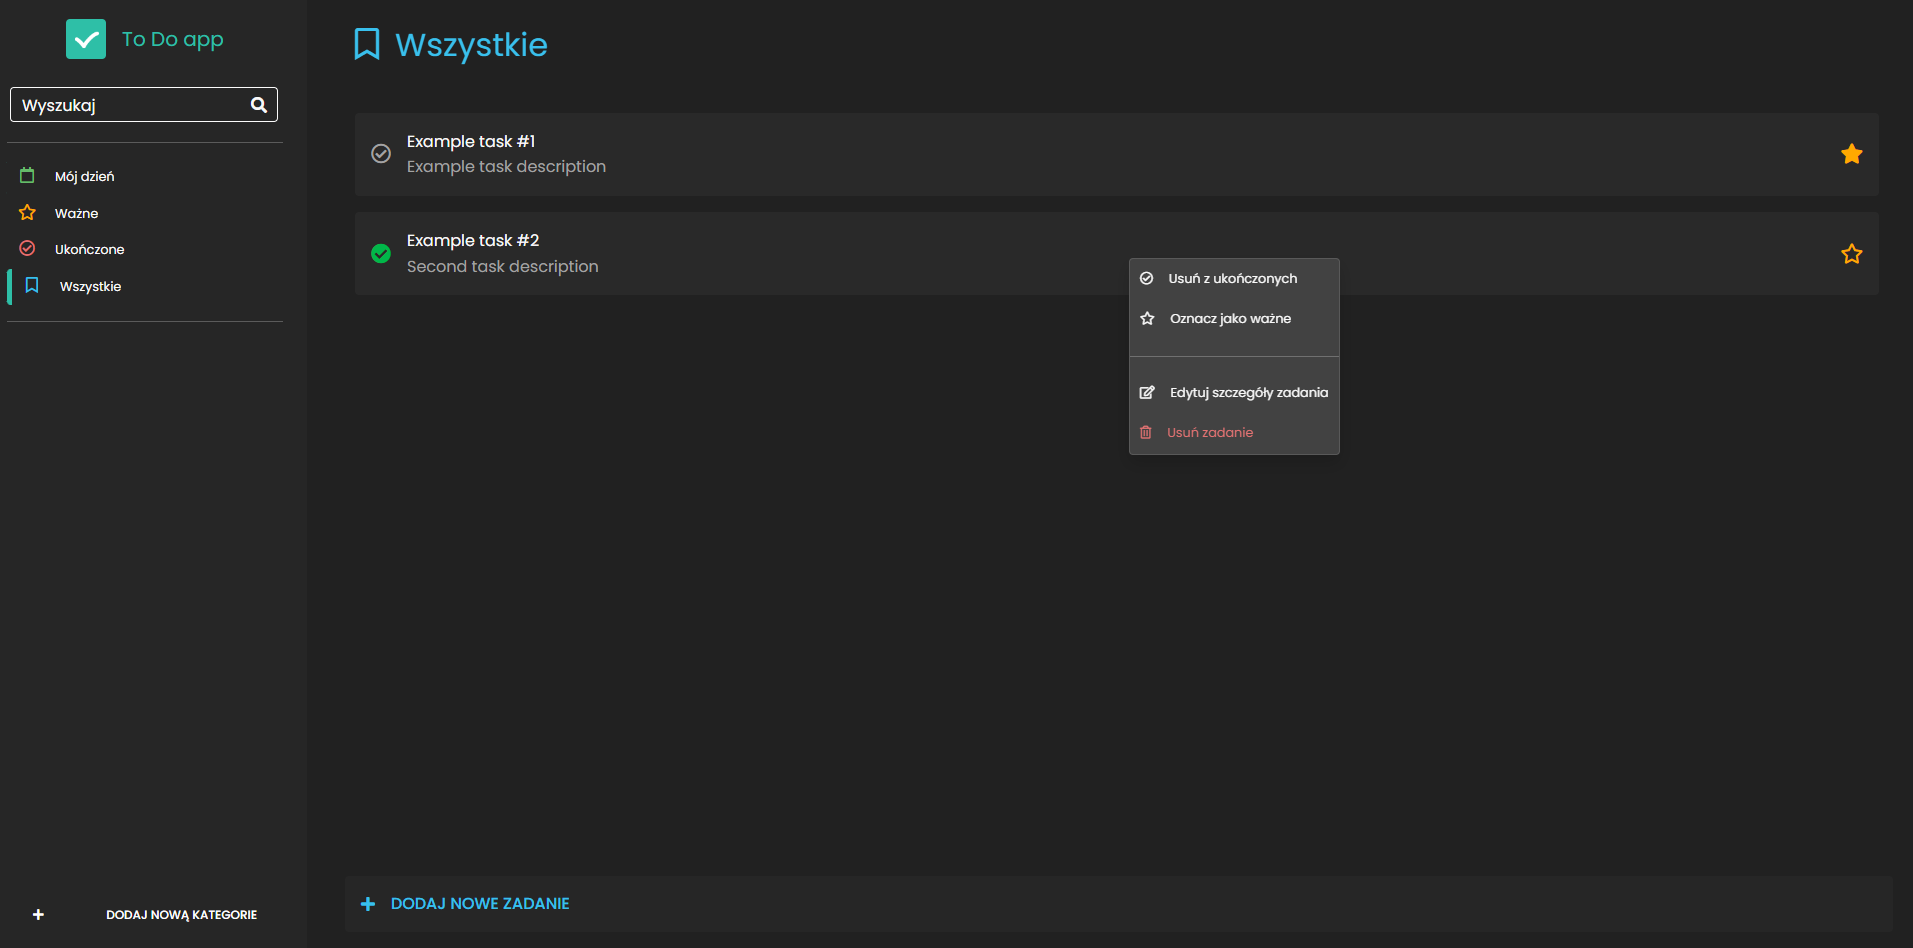 To Do app
Wyszukaj
Mój dzień
Ważne
Ukończone
Wszystkie
DODAJ NOWĄ KATEGORIE
Wszystkie
Example task #1
Example task description
Example task #2
Second task description
Usuń z ukończonych
Oznacz jako ważne
Edytuj szczegóły zadania
Usuń zadanie
DODAJ NOWE ZADANIE